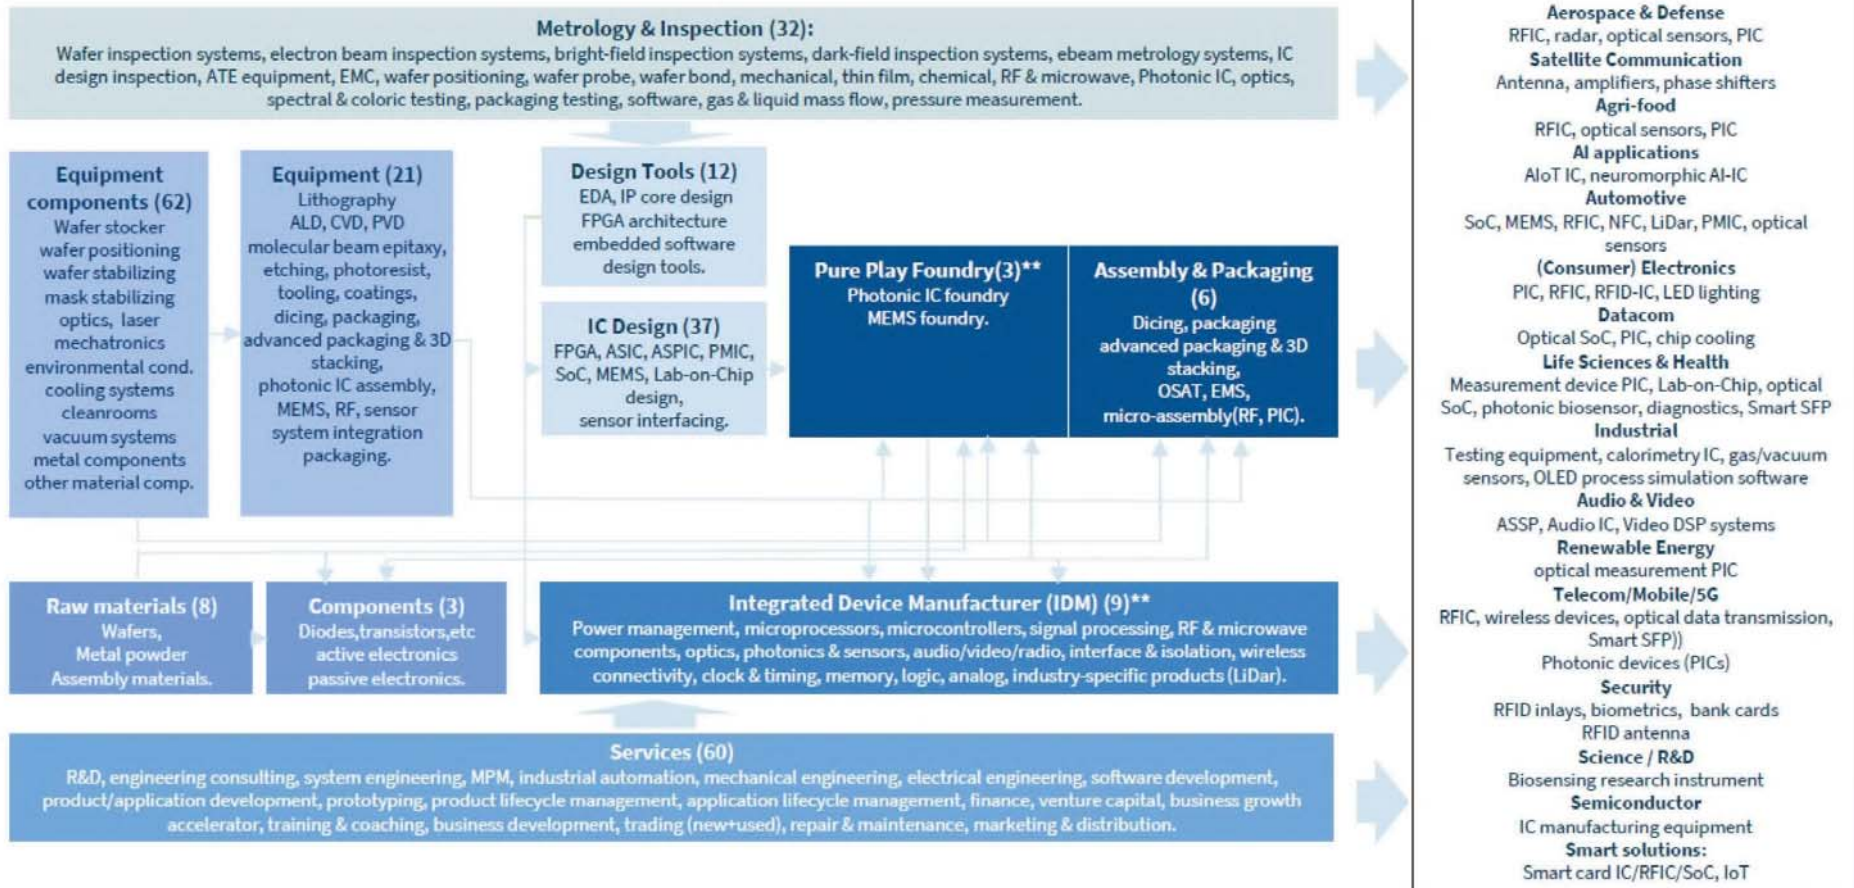 Metrology & Inspection (32):
Wafer inspection systems, electron beam inspection systems, bright-field inspection systems, dark-field inspection systems, ebeam metrology systems, IC
design inspection, ATE equipment, EMC, wafer positioning, wafer probe, wafer bond, mechanical, thin film, chemical, RF & microwave, Photonic IC, optics,
spectral & coloric testing, packaging testing, software, gas & liquid mass flow, pressure measurement.
Equipment
components (62)
Wafer stocker
wafer positioning
wafer stabilizing
mask stabilizing
optics, laser
mechatronics
environmental cond.
cooling systems
cleanrooms
vacuum systems
metal components
other material comp.
Equipment (21)
Lithography
ALD, CVD, PVD
molecular beam epitaxy,
etching, photoresist,
tooling, coatings,
dicing, packaging,
advanced packaging & 3D
stacking,
photonic IC assembly,
MEMS, RF, sensor
system integration
packaging.
Design Tools (12)
EDA, IP core design
FPGA architecture
embedded software
design tools.
IC Design (37)
FPGA, ASIC, ASPIC, PMIC,
SoC, MEMS, Lab-on-Chip
design,
sensor interfacing.
Pure Play Foundry(3)**
Photonic IC foundry
MEMS foundry.
Assembly & Packaging
(6)
Dicing, packaging
advanced packaging & 3D
stacking,
OSAT, EMS,
micro-assembly(RF, PIC).
Raw materials (8)
Wafers,
Metal powder
Assembly materials.
Components (3)
Diodes,transistors,etc
active electronics
passive electronics.
Integrated Device Manufacturer (IDM) (9)**
Power management, microprocessors, microcontrollers, signal processing, RF & microwave
components, optics, photonics & sensors, audio/video/radio, interface & isolation, wireless
connectivity, clock & timing, memory, logic, analog, industry-specific products (LiDar).
Services (60)
R&D, engineering consulting, system engineering, MPM, industrial automation, mechanical engineering, electrical engineering, software development,
product/application development, prototyping, product lifecycle management, application lifecycle management, finance, venture capital, business growth
accelerator, training & coaching, business development, trading (new+used), repair & maintenance, marketing & distribution.
Aerospace & Defense
RFIC, radar, optical sensors, PIC
Satellite Communication
Antenna, amplifiers, phase shifters
Agri-food
RFIC, optical sensors, PIC
AI applications
AIoT IC, neuromorphic AI-IC
Automotive
SoC, MEMS, RFIC, NFC, LiDar, PMIC, optical
sensors
(Consumer) Electronics
PIC, RFIC, RFID-IC, LED lighting
Datacom
Optical SoC, PIC, chip cooling
Life Sciences & Health
Measurement device PIC, Lab-on-Chip, optical
SoC, photonic biosensor, diagnostics, Smart SFP
Industrial
Testing equipment, calorimetry IC, gas/vacuum
sensors, OLED process simulation software
Audio & Video
ASSP, Audio IC, Video DSP systems
Renewable Energy
optical measurement PIC
Telecom/Mobile/5G
RFIC, wireless devices, optical data transmission,
Smart SFP))
Photonic devices (PICs)
Security
RFID inlays, biometrics, bank cards
RFID antenna
Science / R&D
Biosensing research instrument
Semiconductor
IC manufacturing equipment
Smart solutions:
Smart card IC/RFIC/SoC, IoT